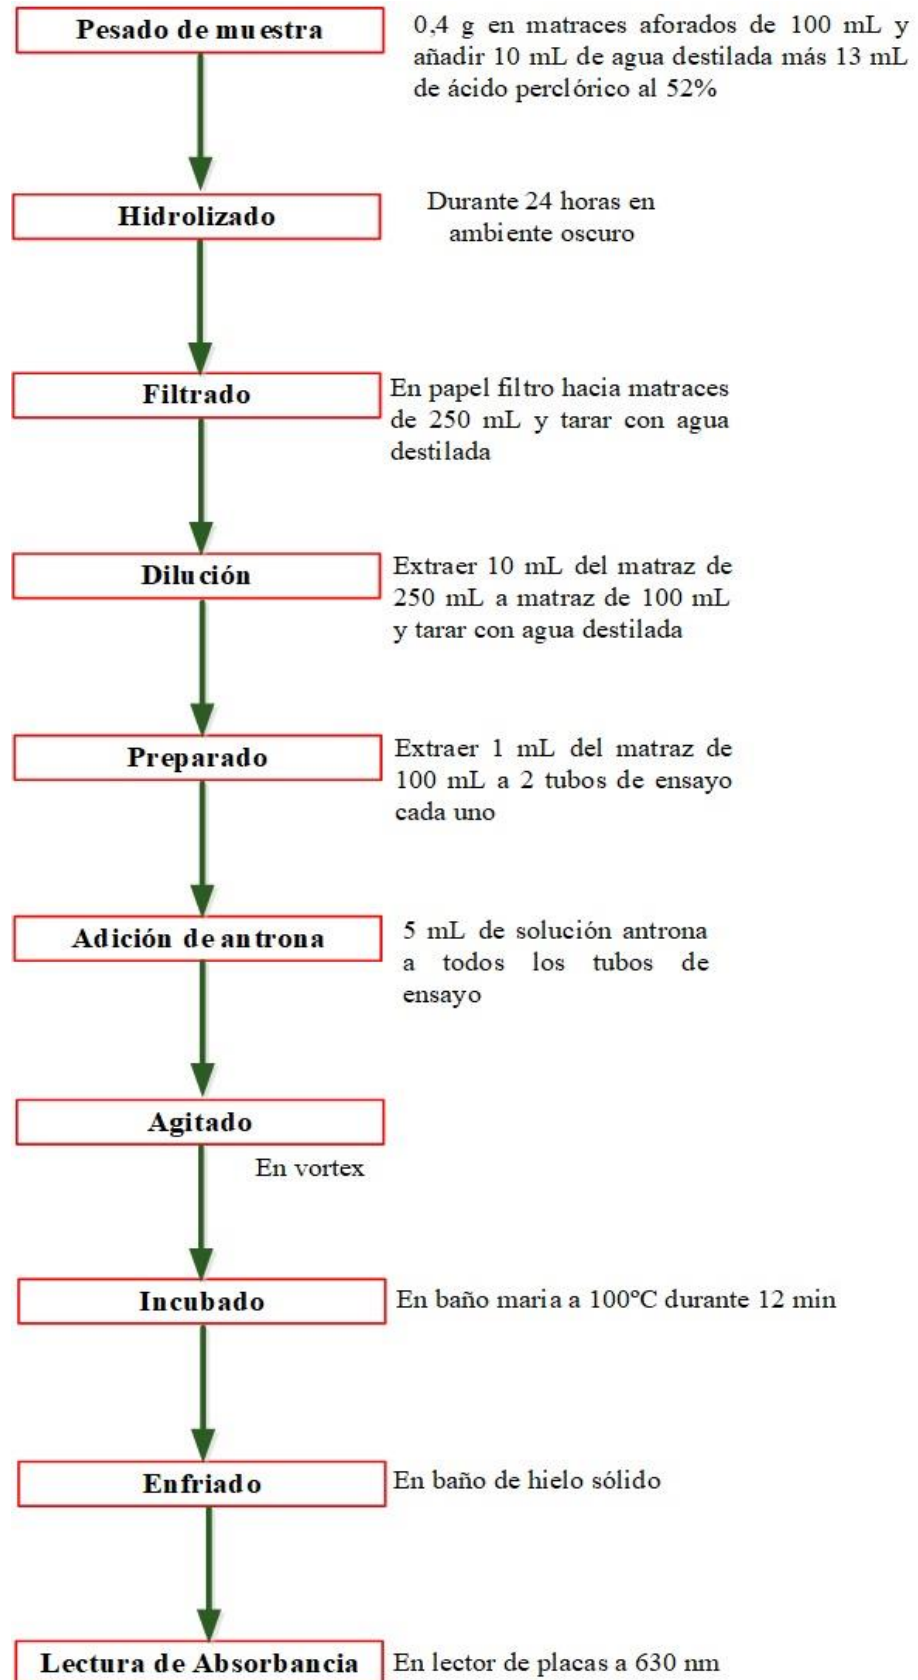 Pesado de muestra
0,4 g en matraces aforados de 100 mL y
añadir 10 mL de agua destilada más 13 mL
de ácido perclórico al 52%
Hidrolizado
Durante 24 horas en
ambiente oscuro
Filtrado
En papel filtro hacia matraces
de 250 mL y tarar con agua
destilada
Dilución
Extraer 10 mL del matraz de
250 mL a matraz de 100 mL
y tarar con agua destilada
Preparado
Extraer 1 mL del matraz de
100 mL a 2 tubos de ensayo
cada uno
Adición de antrona
5 mL de solución antrona
a todos los tubos de
ensayo
Agitado
En vortex
Incubado
En baño maria a 100ºC durante 12 min
Enfriado
En baño de hielo sólido
Lectura de Absorbancia
En lector de placas a 630 nm